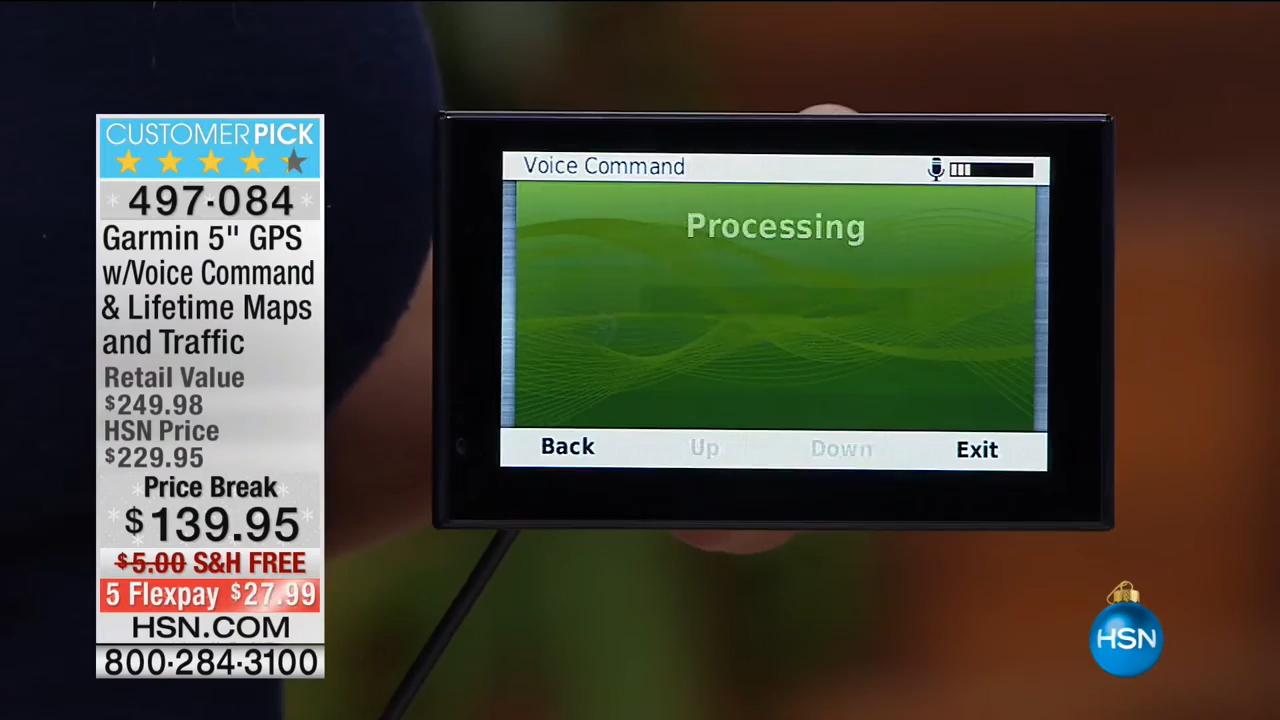 CUSTOMERPICK
497-084
Garmin 5" GPS
w/Voice Command
& Lifetime Maps
and Traffic
Retail Value
$249.98
HSN Price
$229.95
Price Break
$139.95
$5.00 S&H FREE
5 Flexpay $27.99
HSN.COM
800-284-3100
Voice Command
Processing
Back Up Down Exit
HSN